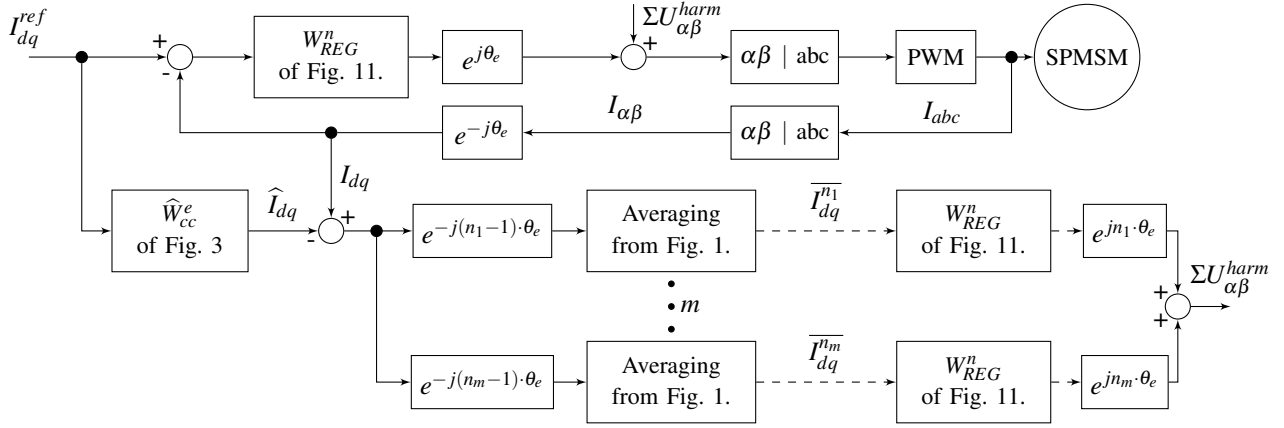 I_{dq}^{ref}
+
-
W_{REG}^{n}
of Fig. 11.
e^{jθ_e}
ΣU_{αβ}^{harm}
+
αβ | abc
PWM
SPMSM
e^{-jθ_e}
I_{αβ}
αβ | abc
I_{abc}
I_{dq}
\widehat{W}_{cc}^{e}
of Fig. 3
\widehat{I}_{dq}
-
+
e^{-j(n_1-1)·θ_e}
Averaging
from Fig. 1.
\overline{I_{dq}^{n_1}}
W_{REG}^{n}
of Fig. 11.
e^{jn_1·θ_e}
m
+
+
ΣU_{αβ}^{harm}
e^{-j(n_m-1)·θ_e}
Averaging
from Fig. 1.
\overline{I_{dq}^{n_m}}
W_{REG}^{n}
of Fig. 11.
e^{jn_m·θ_e}